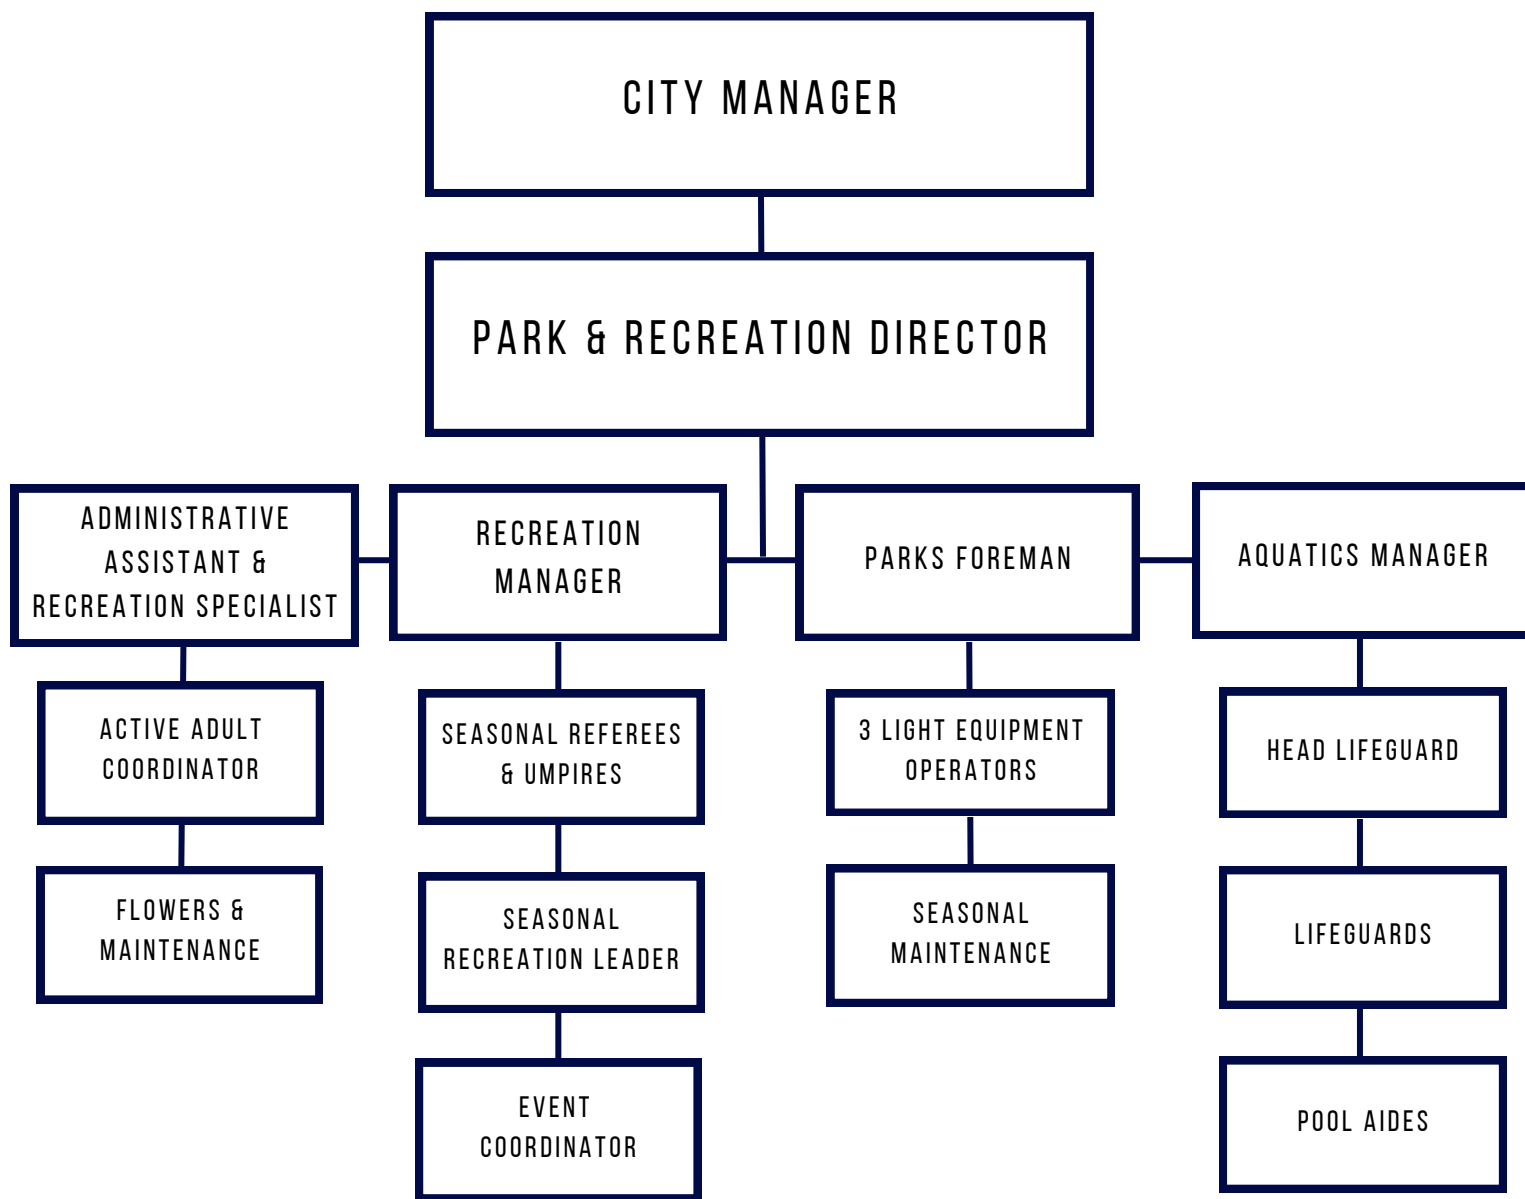 CITY MANAGER
PARK & RECREATION DIRECTOR
ADMINISTRATIVE
ASSISTANT &
RECREATION SPECIALIST
RECREATION
MANAGER
PARKS FOREMAN
AQUATICS MANAGER
ACTIVE ADULT
COORDINATOR
SEASONAL REFEREES
& UMPIRES
3 LIGHT EQUIPMENT
OPERATORS
HEAD LIFEGUARD
FLOWERS &
MAINTENANCE
SEASONAL
RECREATION LEADER
SEASONAL
MAINTENANCE
LIFEGUARDS
EVENT
COORDINATOR
POOL AIDES